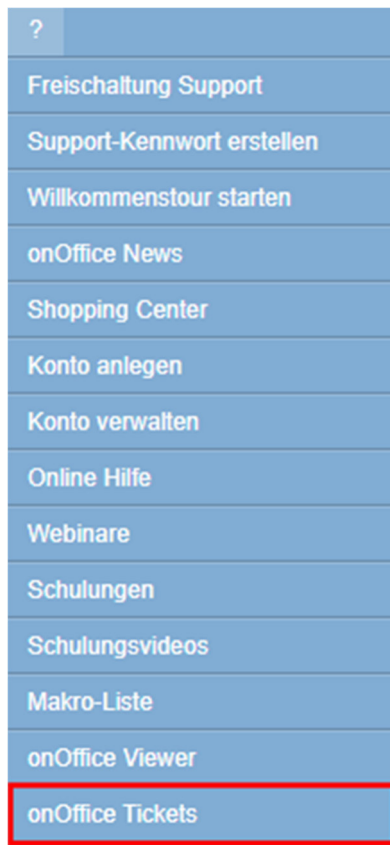 ?
Freischaltung Support
Support-Kennwort erstellen
Willkommenstour starten
onOffice News
Shopping Center
Konto anlegen
Konto verwalten
Online Hilfe
Webinare
Schulungen
Schulungsvideos
Makro-Liste
onOffice Viewer
onOffice Tickets